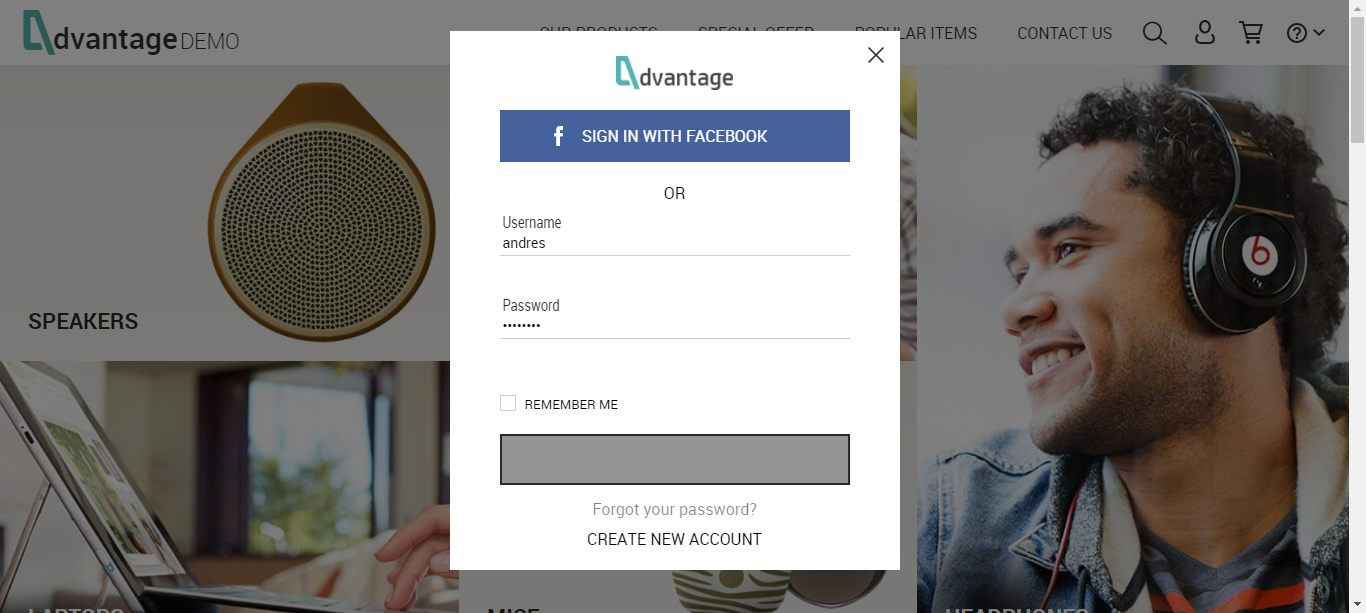 dvantage DEMO
OUR PRODUCTS
SPECIAL OFFER
POPULAR ITEMS
CONTACT US
dvantage
SIGN IN WITH FACEBOOK
OR
Username
andres
Password
••••••••
REMEMBER ME
Forgot your password?
CREATE NEW ACCOUNT
SPEAKERS
LAPTOPS
MICE
HEADPHONES